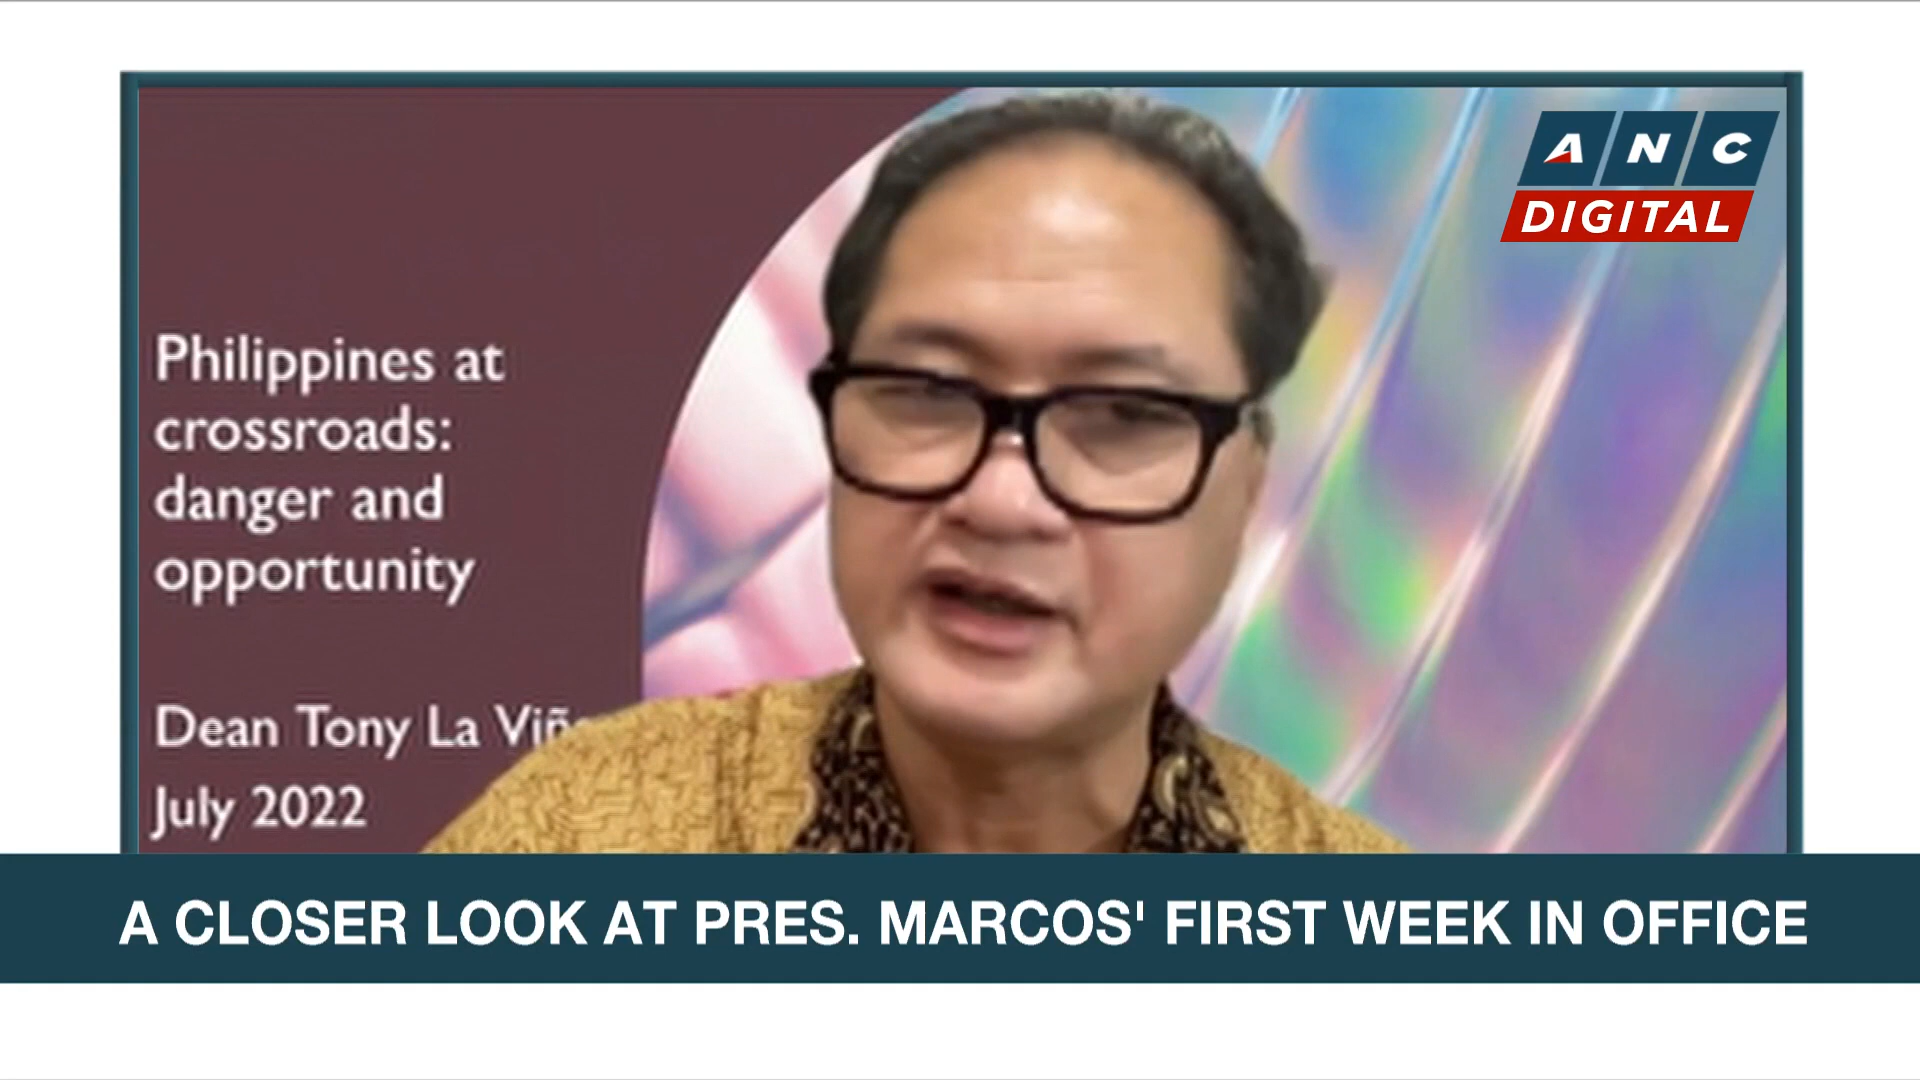 ANC
DIGITAL
Philippines at
crossroads:
danger and
opportunity
Dean Tony La
July 2022
A CLOSER LOOK AT PRES. MARCOS' FIRST WEEK IN OFFICE